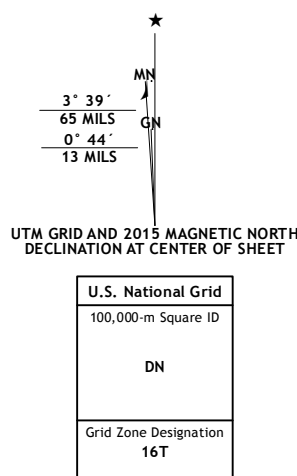 MN
3° 39´
65 MILS
GN
0° 44´
13 MILS
UTM GRID AND 2015 MAGNETIC NORTH
DECLINATION AT CENTER OF SHEET
U.S. National Grid
100,000-m Square ID
DN
Grid Zone Designation
16T